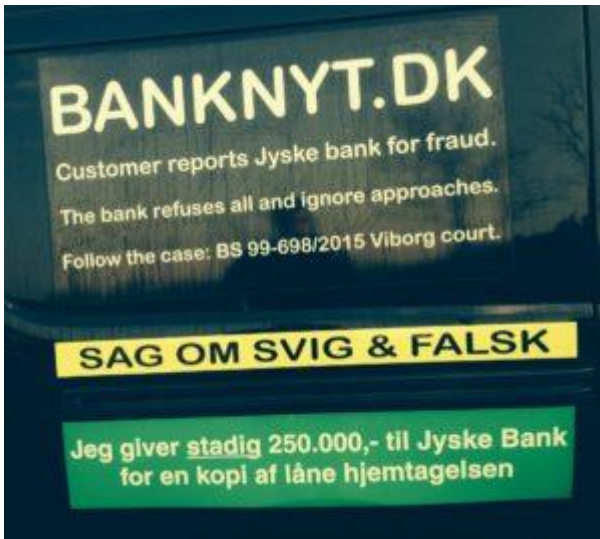 BANKNYT.DK
Customer reports Jyske bank for fraud.
The bank refuses all and ignore approaches.
Follow the case: BS 99-698/2015 Viborg court.
SAG OM SVIG & FALSK
Jeg giver stadig 250.000,- til Jyske Bank
for en kopi af låne hjemtagelsen